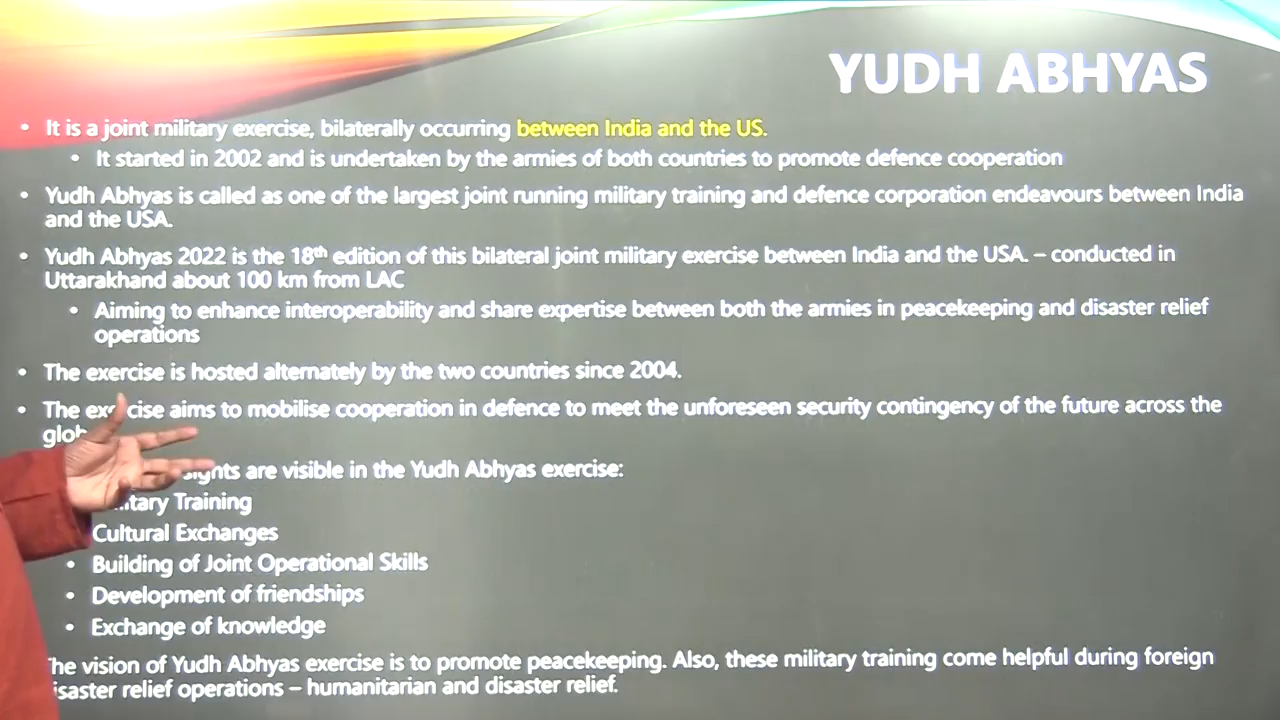 YUDH ABHYAS
• It is a joint military exercise, bilaterally occurring between India and the US.
• It started in 2002 and is undertaken by the armies of both countries to promote defence cooperation
• Yudh Abhyas is called as one of the largest joint running military training and defence corporation endeavours between India
and the USA.
• Yudh Abhyas 2022 is the 18th edition of this bilateral joint military exercise between India and the USA. – conducted in
Uttarakhand about 100 km from LAC
• Aiming to enhance interoperability and share expertise between both the armies in peacekeeping and disaster relief
operations
• The exercise is hosted alternately by the two countries since 2004.
• The exercise aims to mobilise cooperation in defence to meet the unforeseen security contingency of the future across the
are visible in the Yudh Abhyas exercise:
Training
Cultural Exchanges
• Building of Joint Operational Skills
• Development of friendships
• Exchange of knowledge
The vision of Yudh Abhyas exercise is to promote peacekeeping. Also, these military training come helpful during foreign
disaster relief operations – humanitarian and disaster relief.